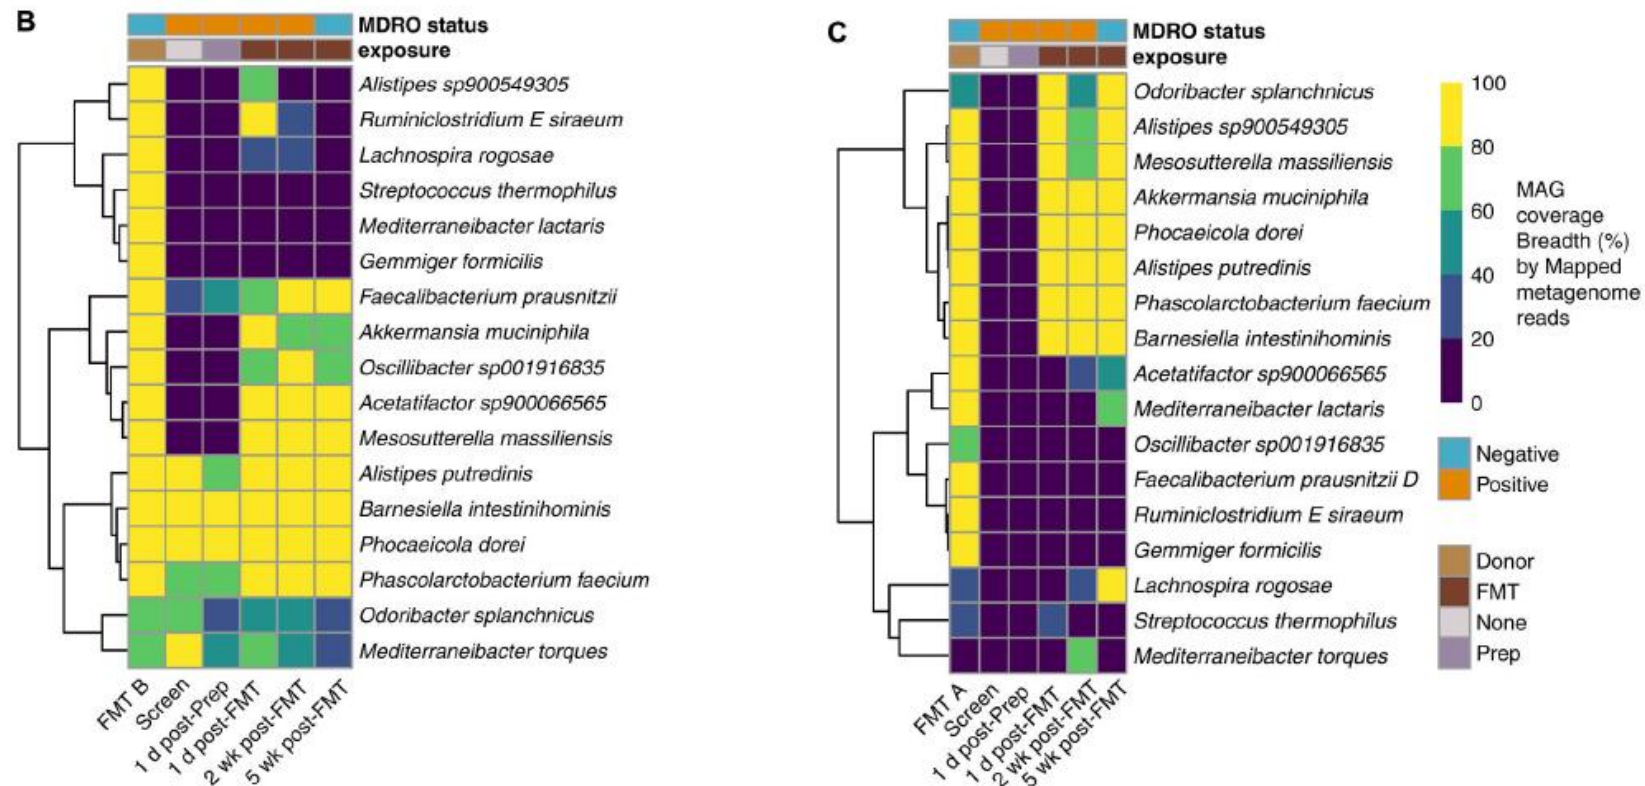 B
MDRO status
exposure
Alistipes sp900549305
Ruminiclostridium E siraeum
Lachnospira rogosae
Streptococcus thermophilus
Mediterraneibacter lactaris
Gemmiger formicilis
Faecalibacterium prausnitzii
Akkermansia muciniphila
Oscillibacter sp001916835
Acetatifactor sp900066565
Mesosutterella massiliensis
Alistipes putredinis
Barnesiella intestinihominis
Phocaeicola dorei
Phascolarctobacterium faecium
Odoribacter splanchnicus
Mediterraneibacter torques
FMT B
Screen
1 d post-Prep
1 d post-FMT
2 wk post-FMT
5 wk post-FMT
C
MDRO status
exposure
Odoribacter splanchnicus
Alistipes sp900549305
Mesosutterella massiliensis
Akkermansia muciniphila
Phocaeicola dorei
Alistipes putredinis
Phascolarctobacterium faecium
Barnesiella intestinihominis
Acetatifactor sp900066565
Mediterraneibacter lactaris
Oscillibacter sp001916835
Faecalibacterium prausnitzii D
Ruminiclostridium E siraeum
Gemmiger formicilis
Lachnospira rogosae
Streptococcus thermophilus
Mediterraneibacter torques
FMT A
Screen
1 d post-Prep
1 d post-FMT
2 wk post-FMT
5 wk post-FMT
100
80
60
40
20
0
MAG
coverage
Breadth (%)
by Mapped
metagenome
reads
Negative
Positive
Donor
FMT
None
Prep